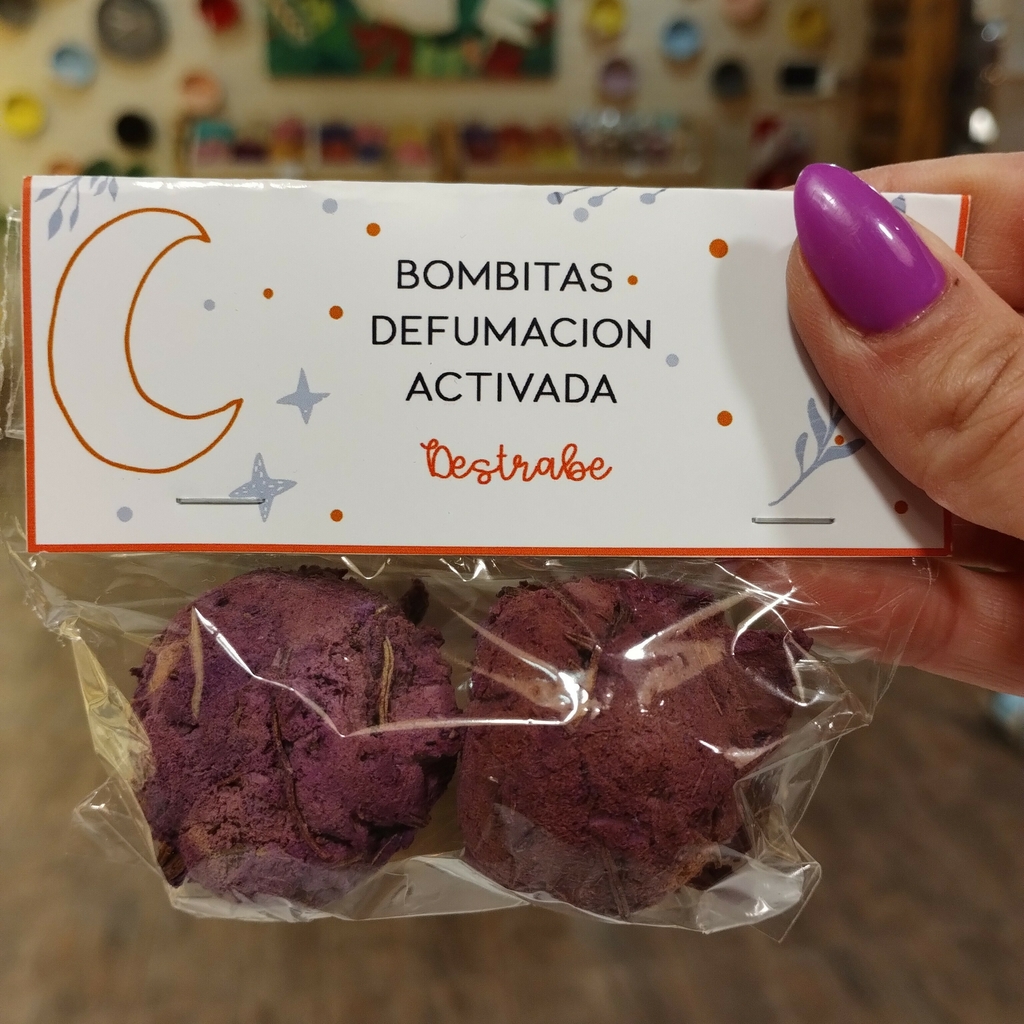 BOMBITAS
DEFUMACION
ACTIVADA
Destrabe